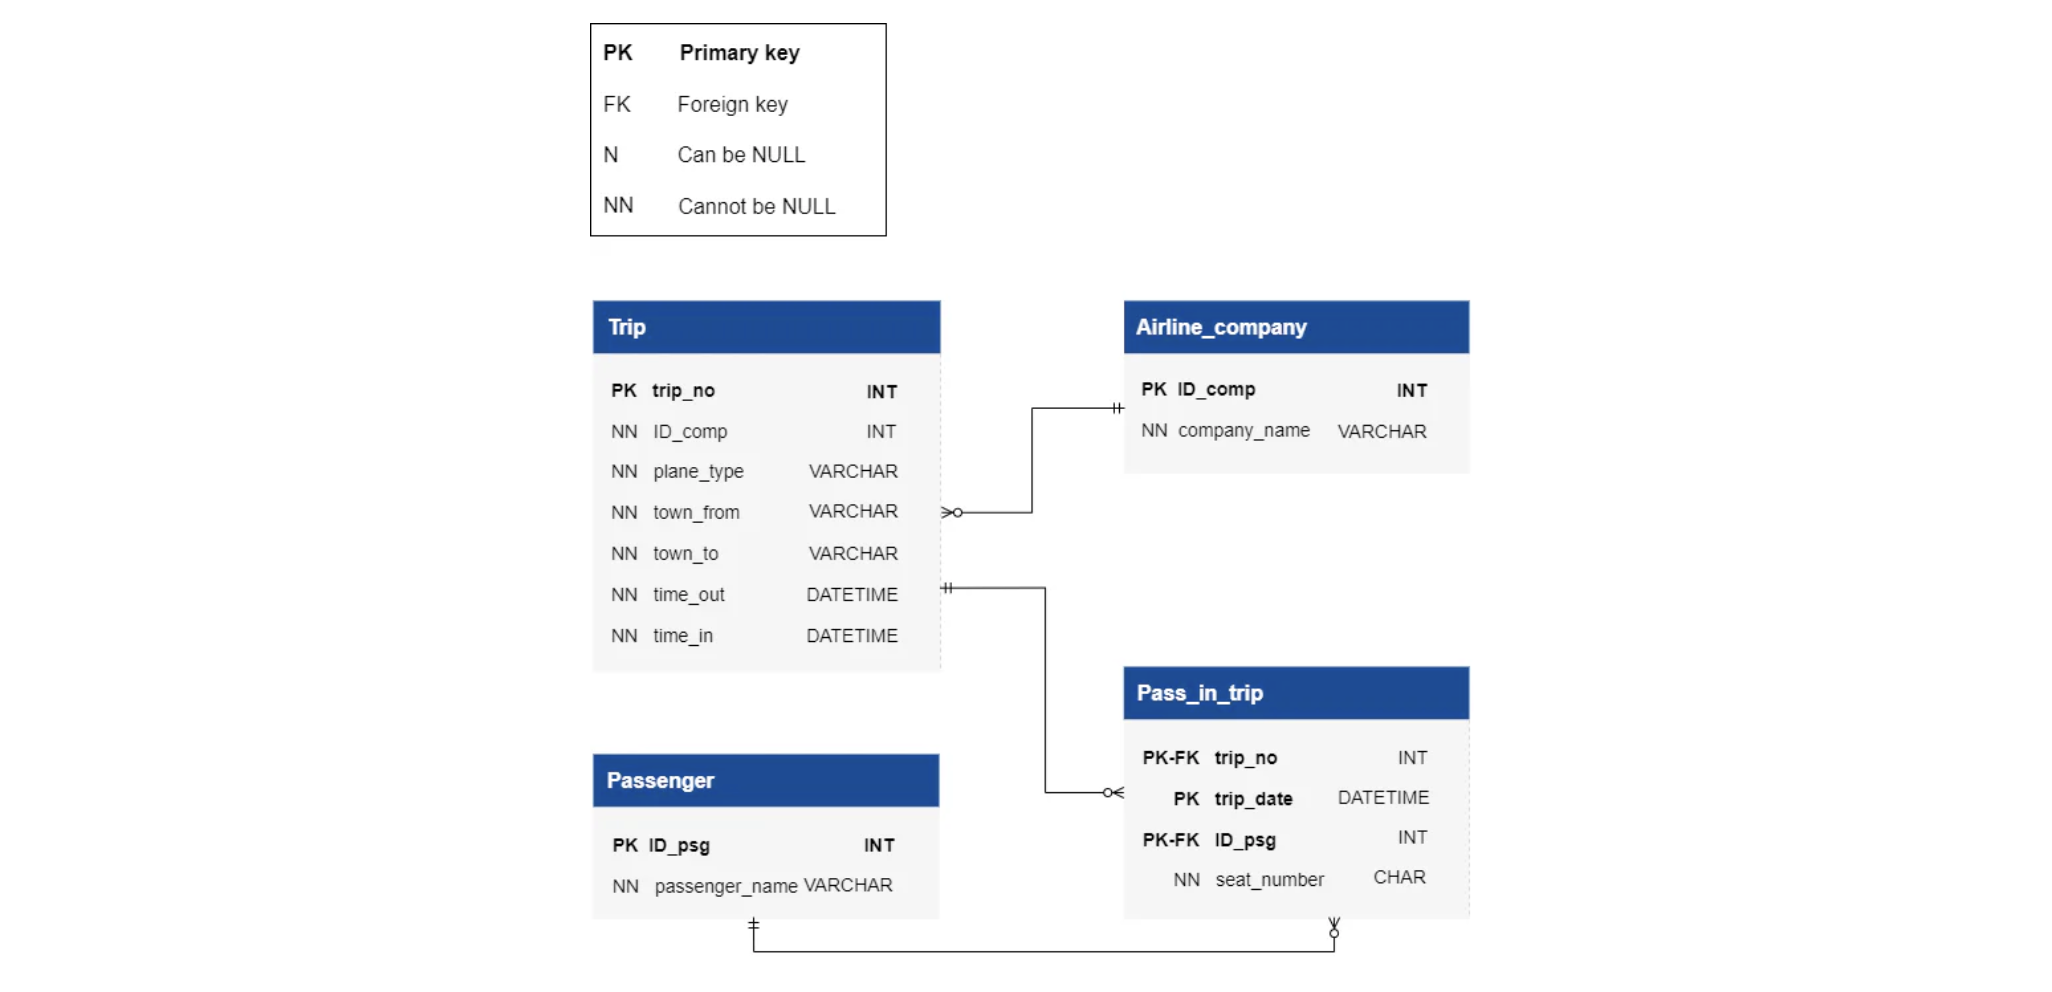 PK Primary key
FK Foreign key
N Can be NULL
NN Cannot be NULL
Trip
PK trip_no INT
NN ID_comp INT
NN plane_type VARCHAR
NN town_from VARCHAR
NN town_to VARCHAR
NN time_out DATETIME
NN time_in DATETIME
Airline_company
PK ID_comp INT
NN company_name VARCHAR
Passenger
PK ID_psg INT
NN passenger_name VARCHAR
Pass_in_trip
PK-FK trip_no INT
PK trip_date DATETIME
PK-FK ID_psg INT
NN seat_number CHAR